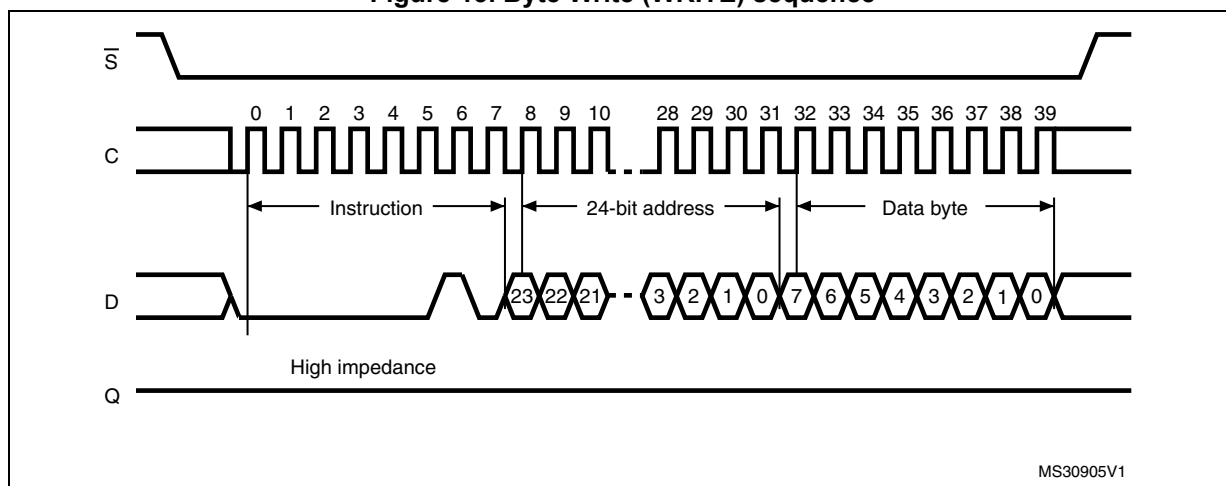 S
0 1 2 3 4 5 6 7 8 9 10 28 29 30 31 32 33 34 35 36 37 38 39
C
Instruction 24-bit address Data byte
D 23 22 21 3 2 1 0 7 6 5 4 3 2 1 0
High impedance
Q
MS30905V1